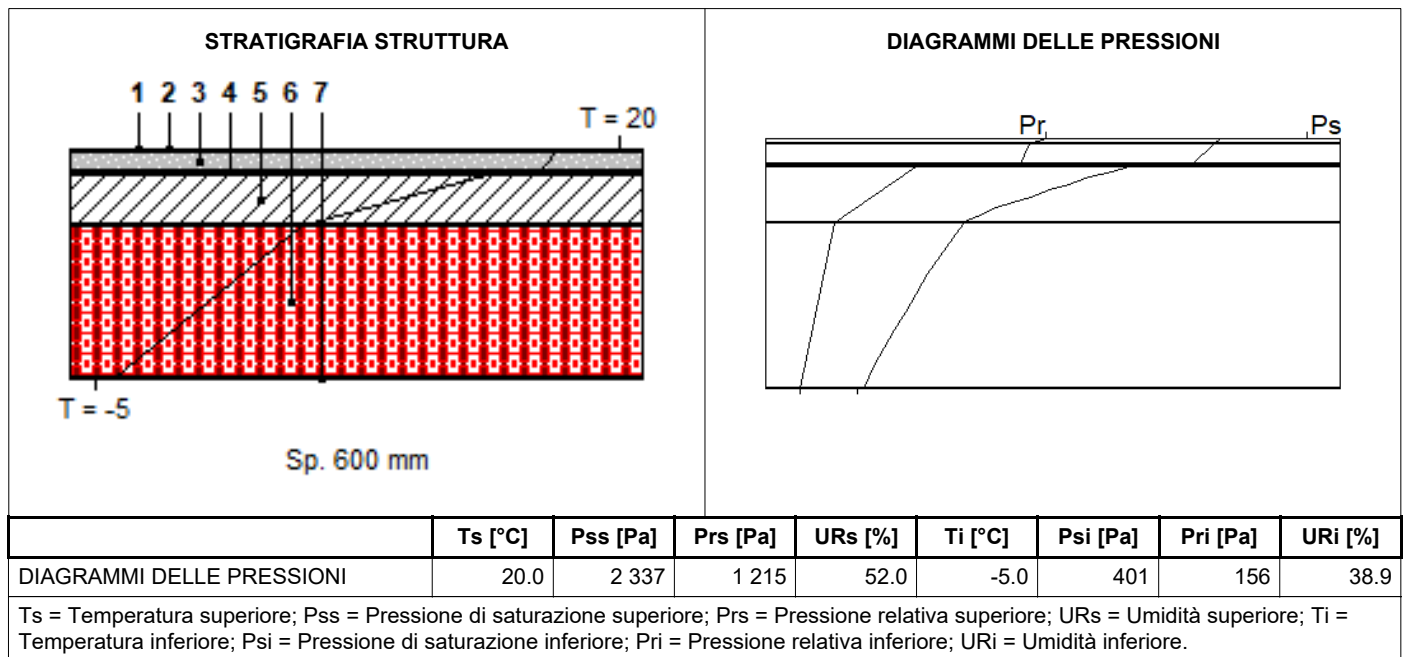 STRATIGRAFIA STRUTTURA
1 2 3 4 5 6 7
T = 20
T = -5
Sp. 600 mm
DIAGRAMMI DELLE PRESSIONI
Pr
Ps
Ts [°C] Pss [Pa] Prs [Pa] URs [%] Ti [°C] Psi [Pa] Pri [Pa] URi [%]
DIAGRAMMI DELLE PRESSIONI 20.0 2 337 1 215 52.0 -5.0 401 156 38.9
Ts = Temperatura superiore; Pss = Pressione di saturazione superiore; Prs = Pressione relativa superiore; URs = Umidità superiore; Ti =
Temperatura inferiore; Psi = Pressione di saturazione inferiore; Pri = Pressione relativa inferiore; URi = Umidità inferiore.